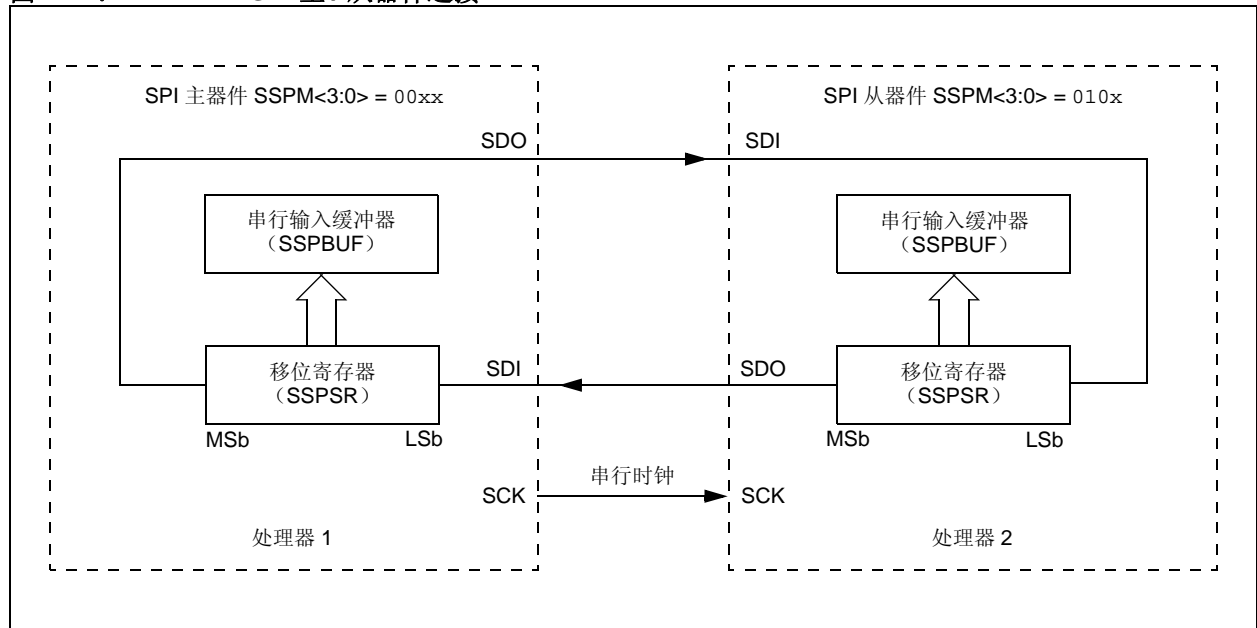 SPI 主器件 SSPM<3:0> = 00xx
SPI 从器件 SSPM<3:0> = 010x
SDO
SDI
串行输入缓冲器
（SSPBUF）
串行输入缓冲器
（SSPBUF）
移位寄存器
（SSPSR）
SDI
SDO
移位寄存器
（SSPSR）
MSb
LSb
MSb
LSb
串行时钟
SCK
SCK
处理器 1
处理器 2